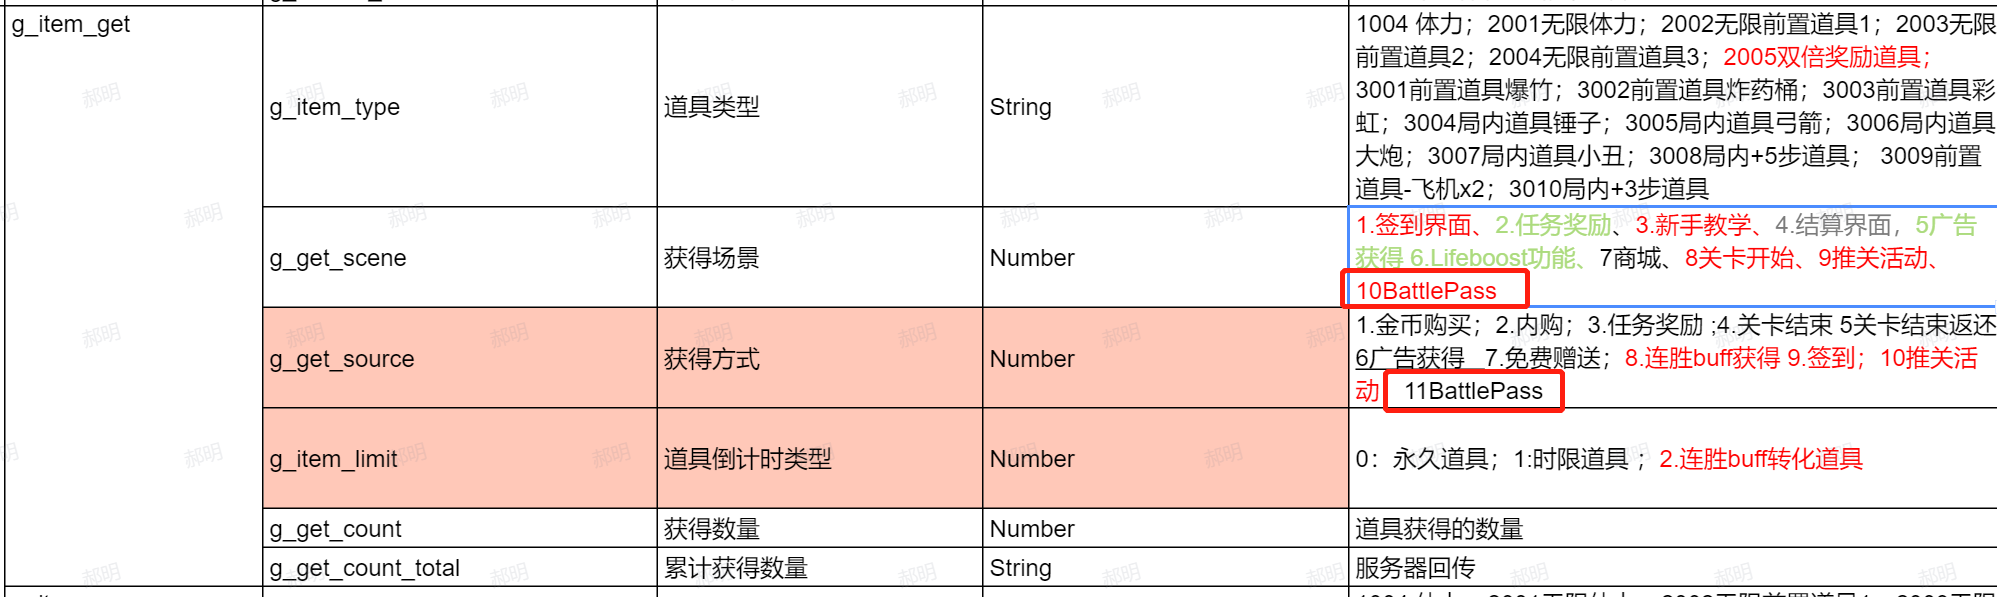 g_item_get
g_item_type
道具类型
String
1004 体力；2001无限体力；2002无限前置道具1；2003无限
前置道具2；2004无限前置道具3；2005双倍奖励道具；
3001前置道具爆竹；3002前置道具炸药桶；3003前置道具彩
虹；3004局内道具锤子；3005局内道具弓箭；3006局内道具
大炮；3007局内道具小丑；3008局内+5步道具； 3009前置
道具-飞机x2；3010局内+3步道具
g_get_scene
获得场景
Number
1.签到界面、2.任务奖励、3.新手教学、4.结算界面，5广告
获得 6.Lifeboost功能、7商城、8关卡开始、9推关活动、
10BattlePass
g_get_source
获得方式
Number
1.金币购买；2.内购；3.任务奖励 ;4.关卡结束 5关卡结束返还
6广告获得 7.免费赠送；8.连胜buff获得 9.签到；10推关活
动 11BattlePass
g_item_limit
道具倒计时类型
Number
0：永久道具；1:时限道具 ；2.连胜buff转化道具
g_get_count
获得数量
Number
道具获得的数量
g_get_count_total
累计获得数量
String
服务器回传
郝明